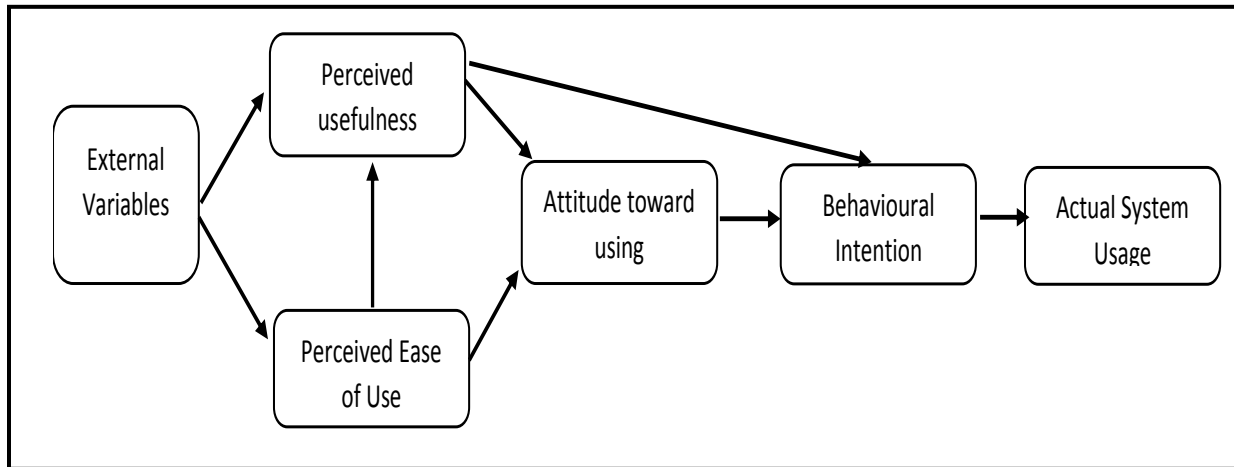 External
Variables
Perceived
usefulness
Perceived Ease
of Use
Attitude toward
using
Behavioural
Intention
Actual System
Usage